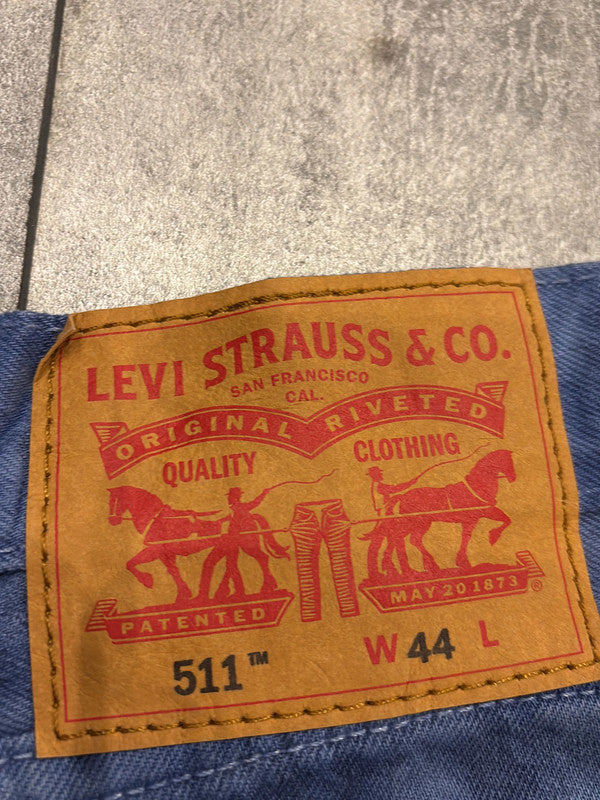 LEVI STRAUSS & CO.
SAN FRANCISCO
CAL.
ORIGINAL RIVETED
QUALITY CLOTHING
PATENTED MAY 20 1873 ®
511™ W 44 L